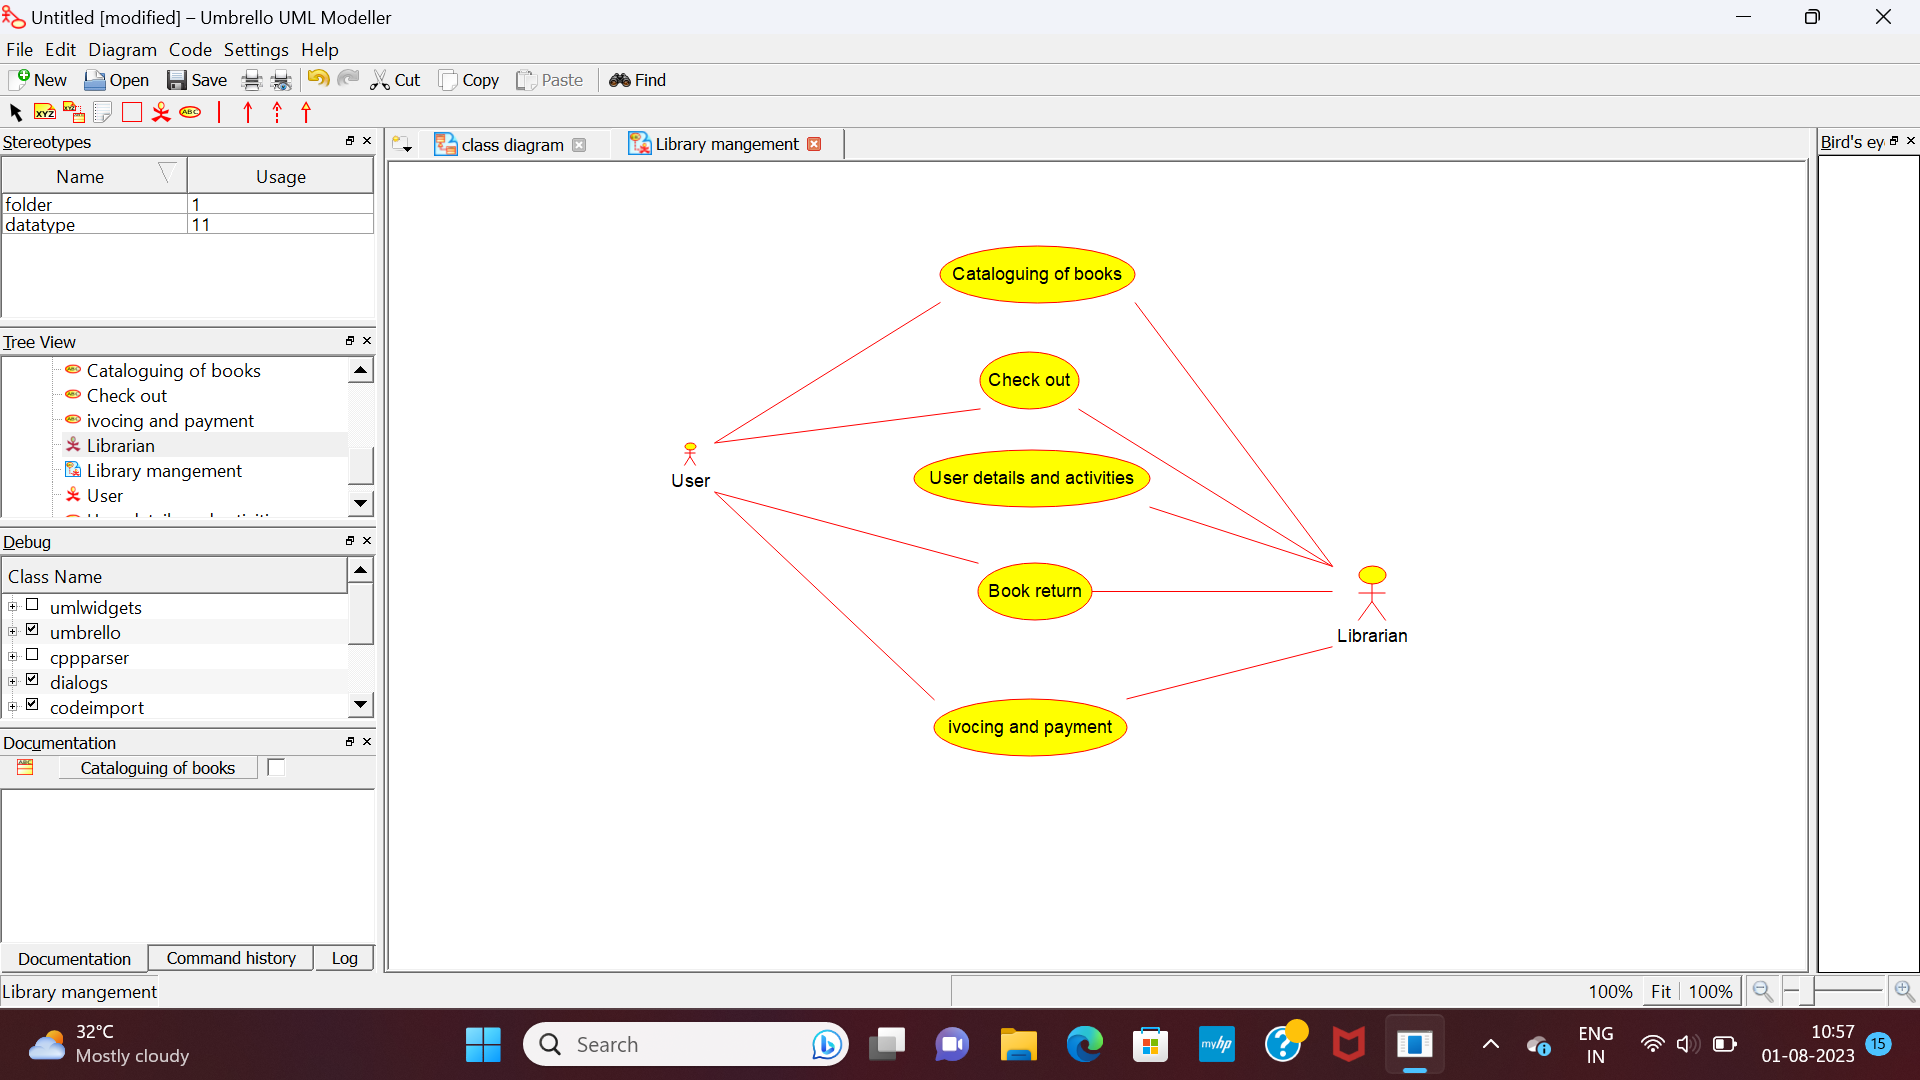 Untitled [modified] – Umbrello UML Modeller
File Edit Diagram Code Settings Help
New Open Save Cut Copy Paste Find
XYZ XYZ ABC
Stereotypes
Name Usage
folder 1
datatype 11
Tree View
Cataloguing of books
Check out
ivocing and payment
Librarian
Library mangement
User
Debug
Class Name
umlwidgets
umbrello
cppparser
dialogs
codeimport
Documentation
Cataloguing of books
Documentation Command history Log
class diagram
Library mangement
Cataloguing of books
Check out
User
User details and activities
Book return
Librarian
ivocing and payment
Bird's ey
Library mangement
100% Fit 100%
32°C
Mostly cloudy
Search
myhp
ENG
IN
10:57
01-08-2023
15